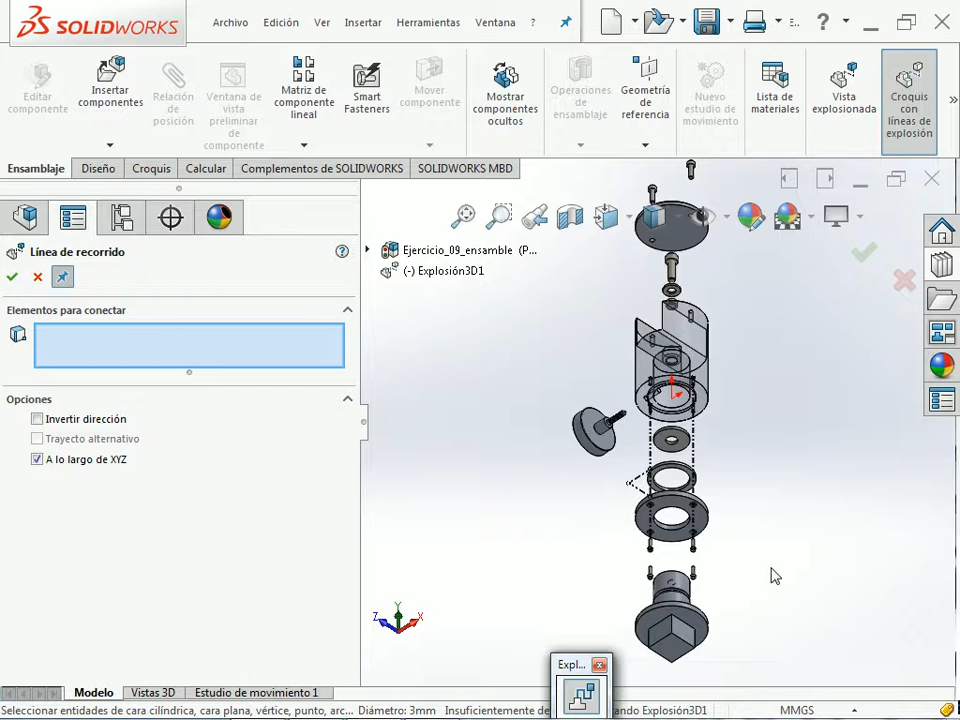 SOLIDWORKS
Archivo Edición Ver Insertar Herramientas Ventana ?
E..
?
Editar
componente
Insertar
componentes
Relación
de
posición
Ventana de
vista
preliminar
de
componente
Matriz de
componente
lineal
Smart
Fasteners
Mover
componente
Mostrar
componentes
ocultos
Operaciones
de
ensamblaje
Geometría
de
referencia
Nuevo
estudio de
movimiento
Lista de
materiales
Vista
explosionada
Croquis
con
líneas de
explosión
»
Ensamblaje Diseño Croquis Calcular Complementos de SOLIDWORKS SOLIDWORKS MBD
Línea de recorrido ?
Elementos para conectar
Opciones
Invertir dirección
Trayecto alternativo
A lo largo de XYZ
Ejercicio_09_ensamble (P...
(-) Explosión3D1
Y
Z X
Expl...
Modelo Vistas 3D Estudio de movimiento 1
Seleccionar entidades de cara cilíndrica, cara plana, vértice, punto, arc... Diámetro: 3mm Insuficientemente de
ando Explosión3D1 MMGS